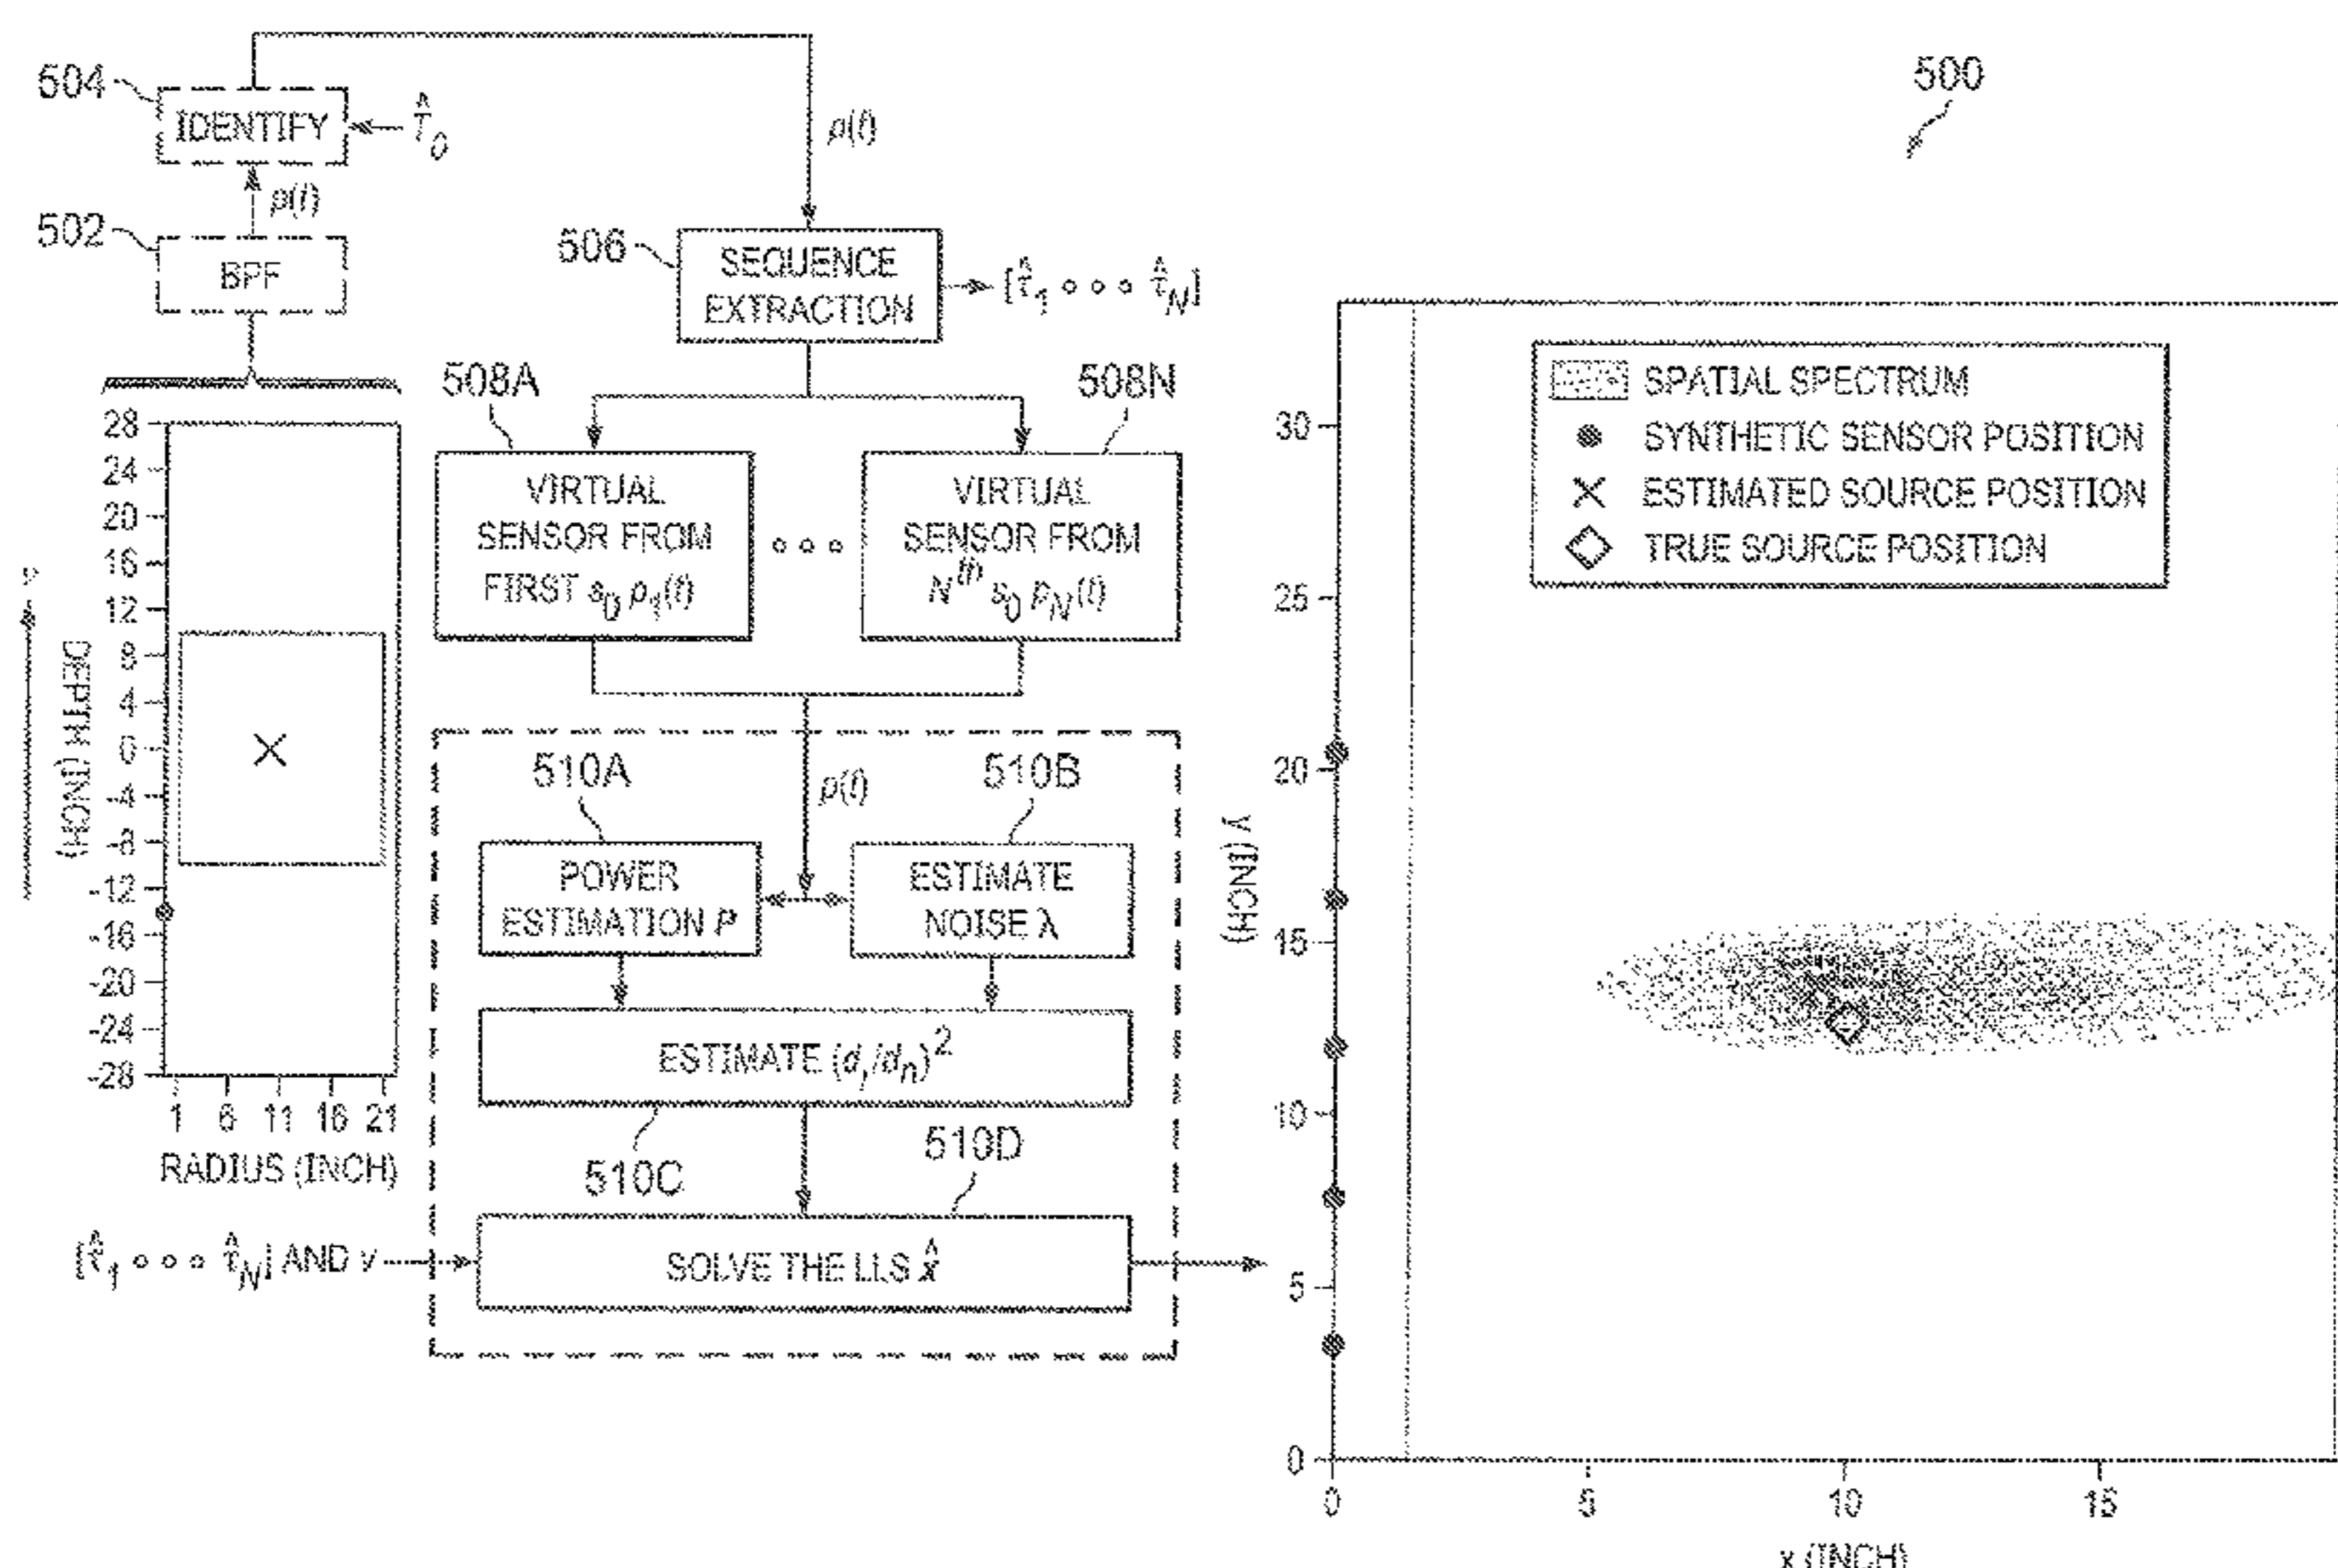 504
IDENTIFY
T̂0
p(t)
p(t)
502
BPF
506
SEQUENCE
EXTRACTION
[τ̂1 ∘ ∘ ∘ τ̂N]
508A
508N
VIRTUAL
SENSOR FROM
FIRST s0 p1(t)
∘ ∘ ∘
VIRTUAL
SENSOR FROM
Nth s0 pN(t)
28
24
20
16
12
8
4
0
-4
-8
-12
-16
-20
-24
-28
DEPTH (INCH)
1 6 11 16 21
RADIUS (INCH)
p(t)
510A
510B
POWER
ESTIMATION P
ESTIMATE
NOISE λ
ESTIMATE (dr/dn)2
510C
510D
[τ̂1 ∘ ∘ ∘ τ̂N] AND v
SOLVE THE LLS x̂
500
SPATIAL SPECTRUM
SYNTHETIC SENSOR POSITION
ESTIMATED SOURCE POSITION
TRUE SOURCE POSITION
30
25
20
15
10
5
0
y (INCH)
0 5 10 15
x (INCH)